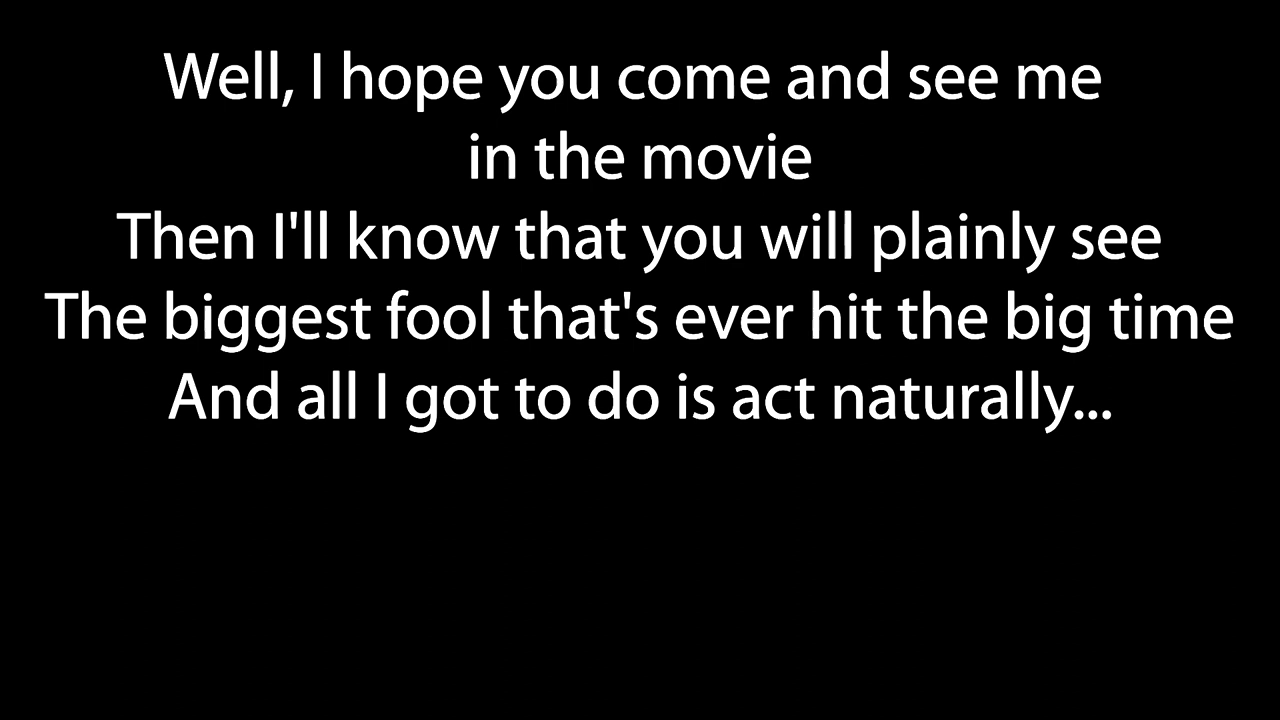 Well, I hope you come and see me
in the movie
Then I'll know that you will plainly see
The biggest fool that's ever hit the big time
And all I got to do is act naturally...